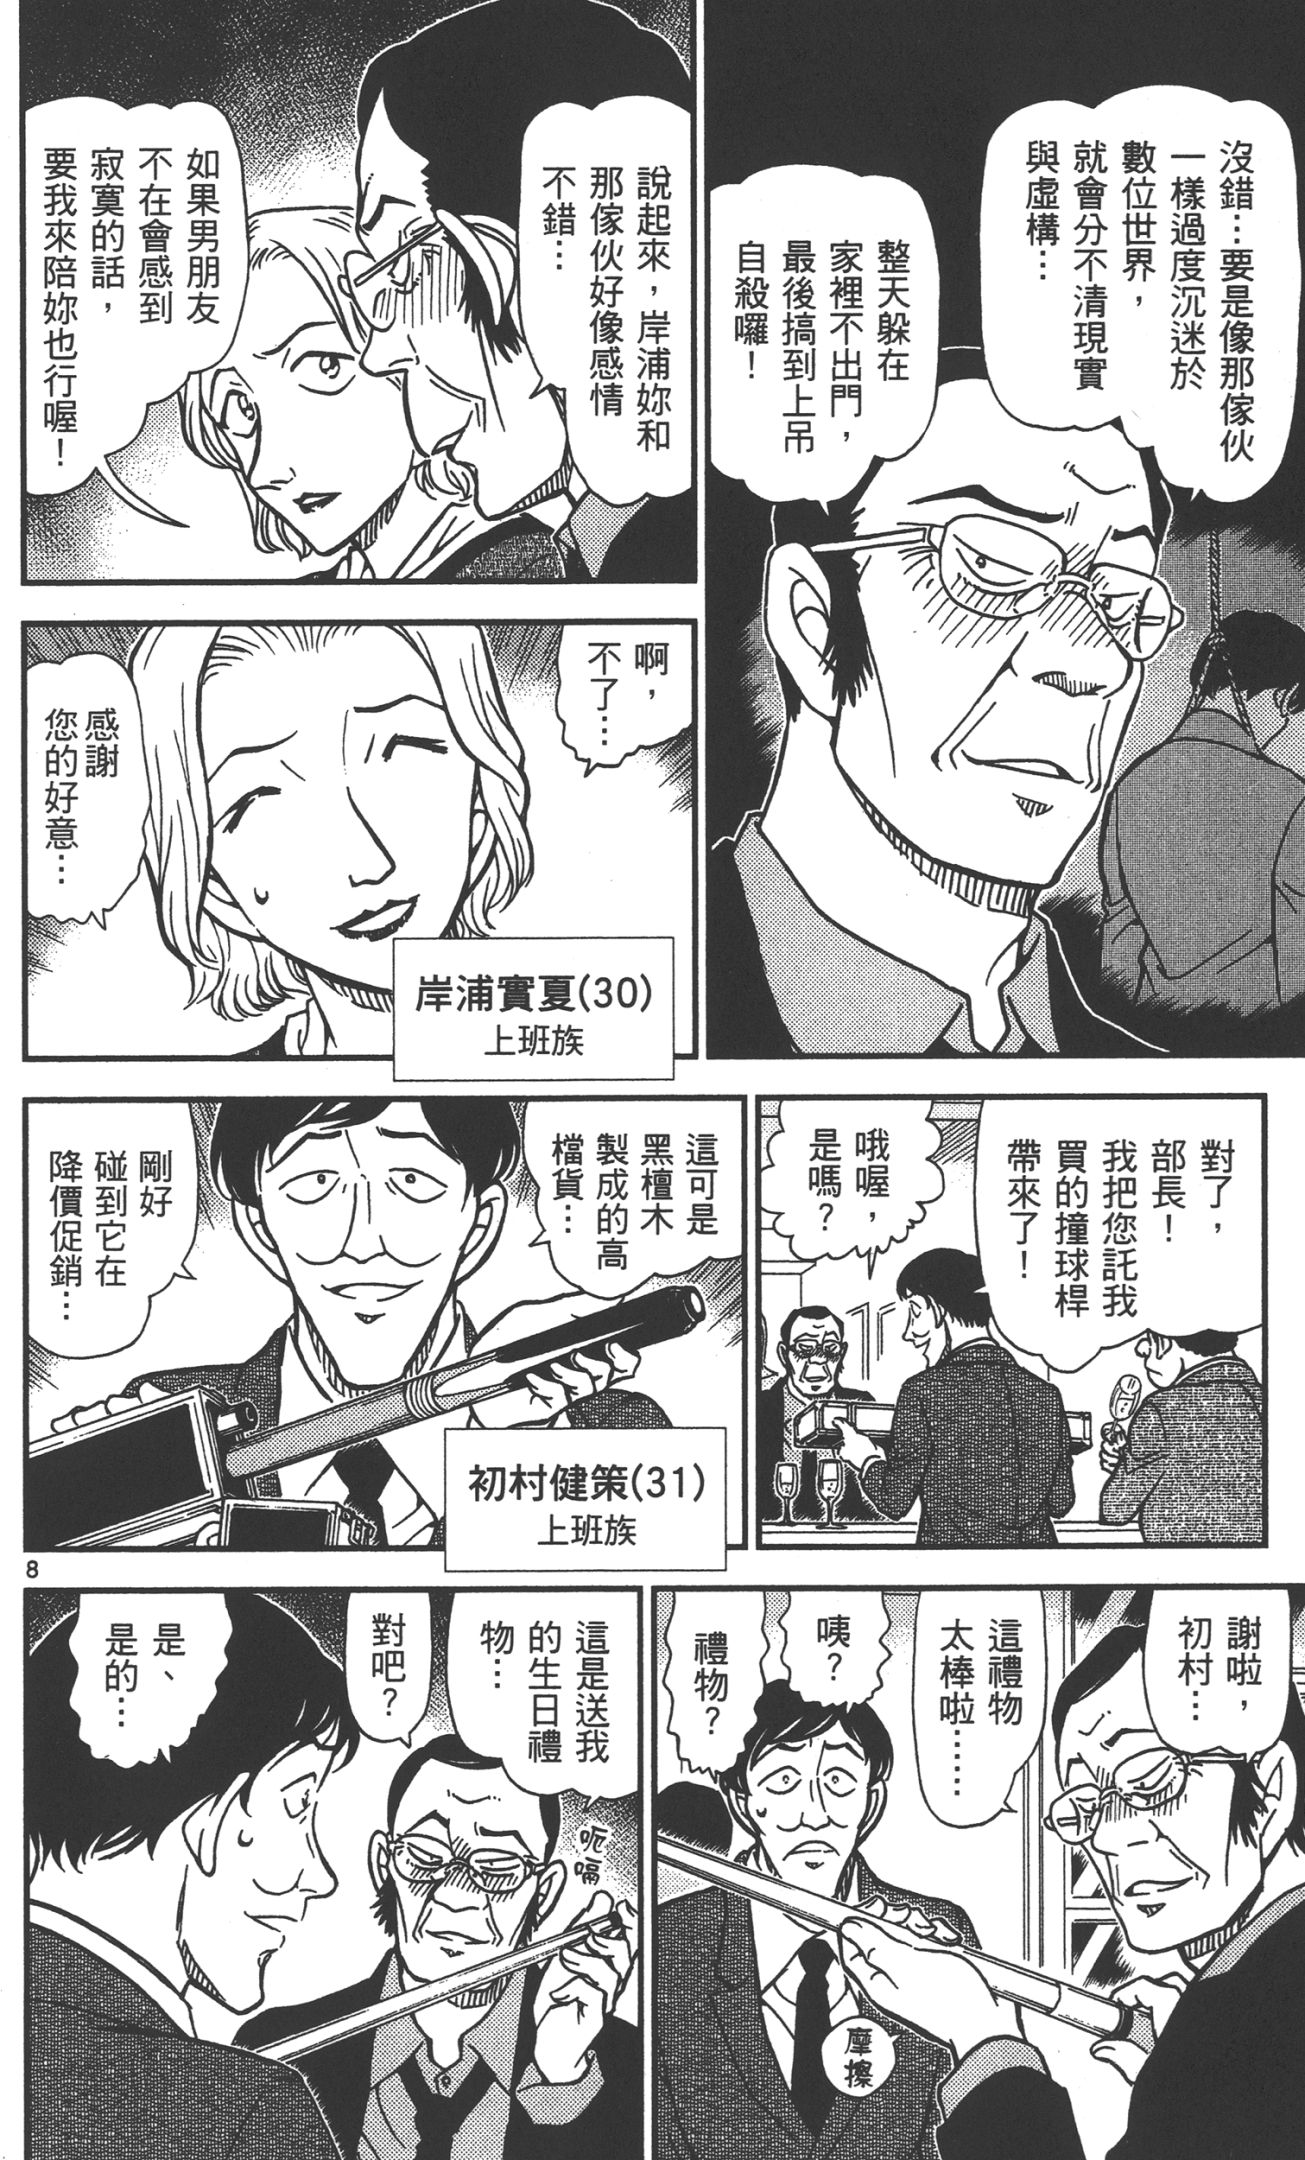 沒錯…要是像那傢伙
一樣過度沉迷於
數位世界，
就會分不清現實
與虛構…
整天躲在
家裡不出門，
最後搞到上吊
自殺囉！
說起來，岸浦妳和
那傢伙好像感情
不錯…
如果男朋友
不在會感到
寂寞的話，
要我來陪妳也行喔！
啊，
不了…
感謝
您的好意…
岸浦實夏(30)
上班族
對了，
部長！
我把您託我
買的撞球桿
帶來了！
哦喔，
是嗎？
這可是
黑檀木
製成的高
檔貨…
剛好
碰到它在
降價促銷…
初村健策(31)
上班族
8
謝啦，
初村…
這禮物
太棒啦……
咦？
禮物？
摩擦
這是送我
的生日禮
物…
對吧？
呃嗝
是、
是的…